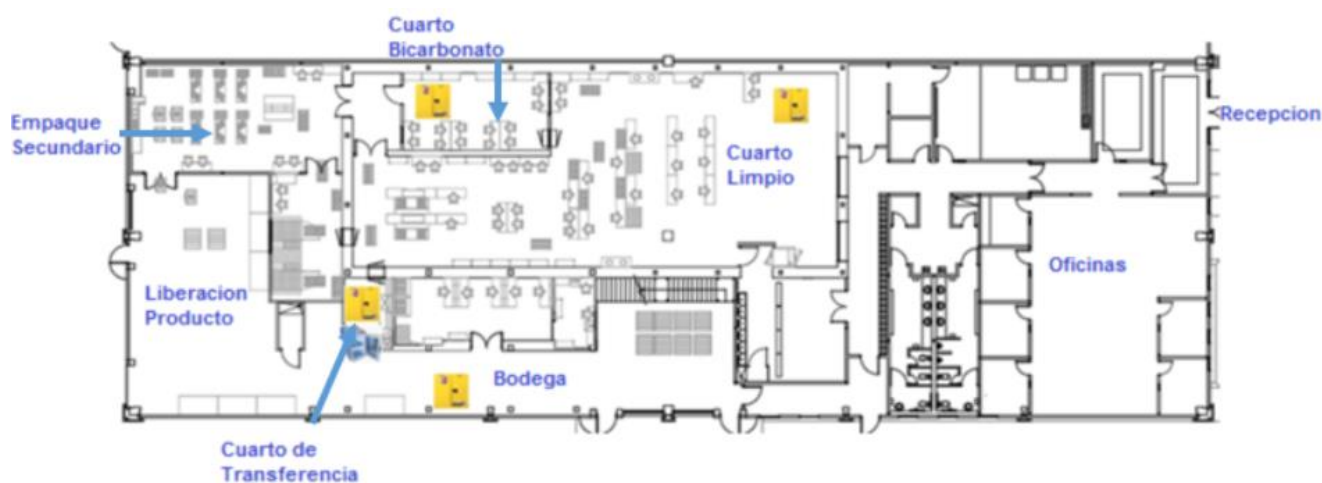 Cuarto
Bicarbonato
Empaque
Secundario
Recepcion
Cuarto
Limpio
Oficinas
Liberacion
Producto
Bodega
Cuarto de
Transferencia